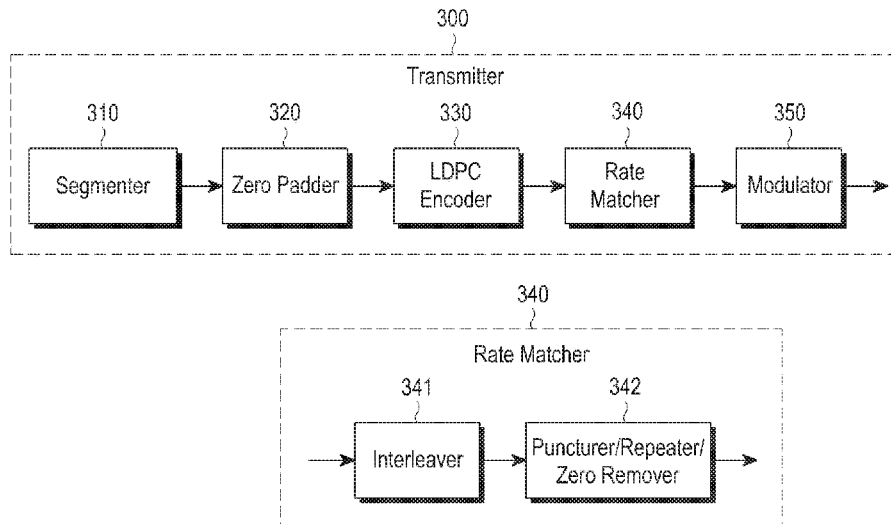 300
Transmitter
310
320
330
340
350
Segmenter
Zero Padder
LDPC
Encoder
Rate
Matcher
Modulator
340
Rate Matcher
341
342
Interleaver
Puncturer/Repeater/
Zero Remover